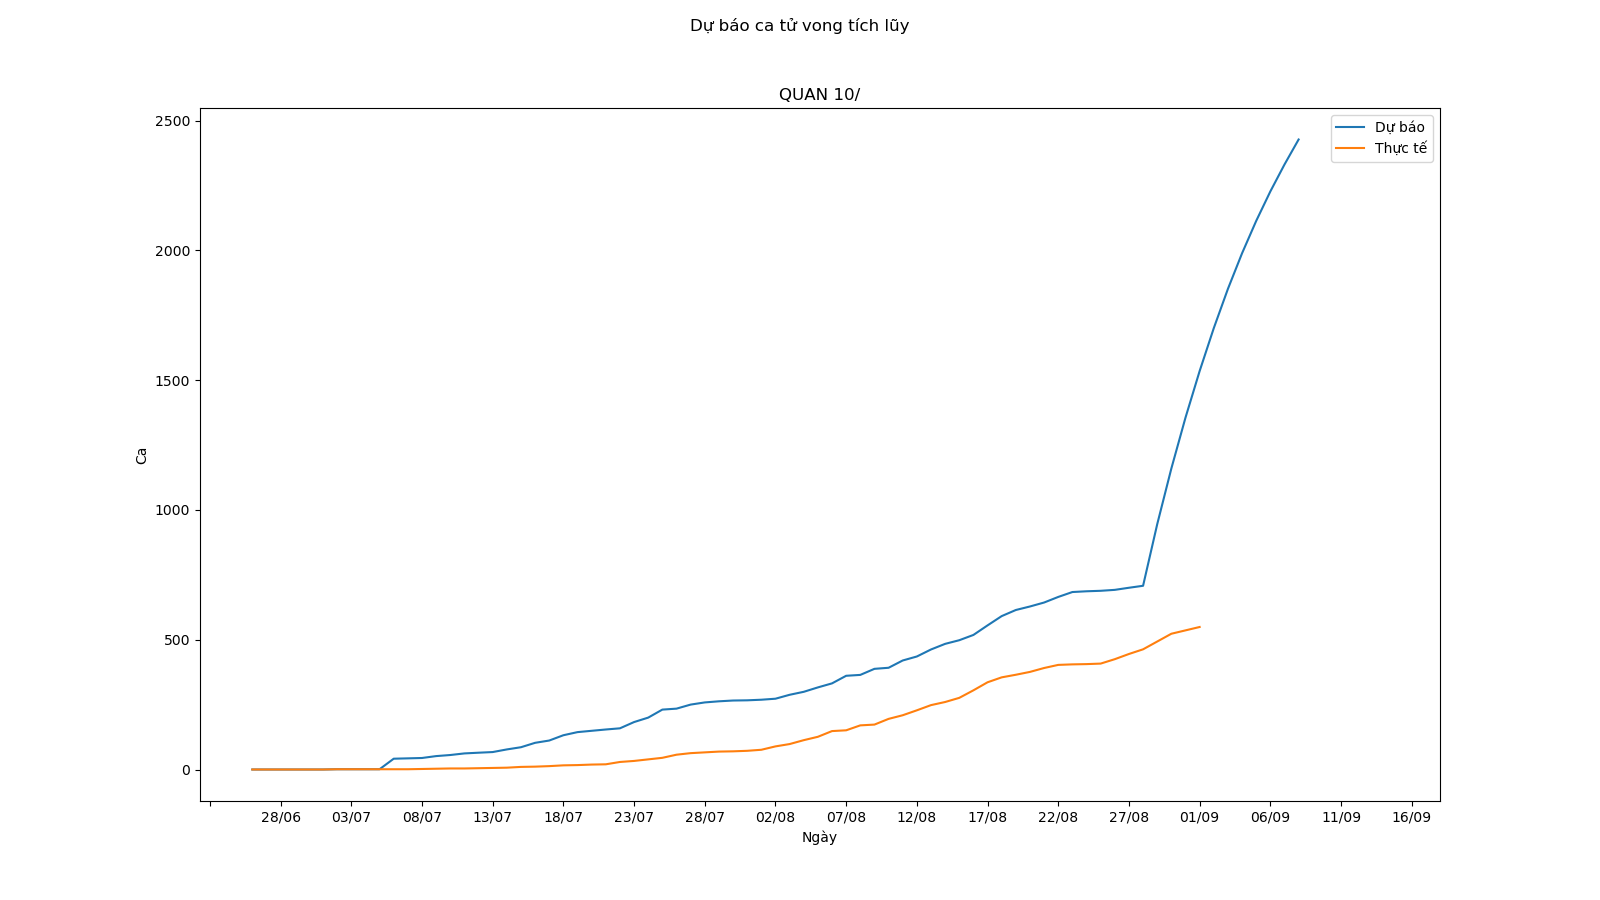 Dự báo ca tử vong tích lũy
QUAN 10/
Dự báo
Thực tế
2500
2000
1500
1000
500
0
Ca
28/06 03/07 08/07 13/07 18/07 23/07 28/07 02/08 07/08 12/08 17/08 22/08 27/08 01/09 06/09 11/09 16/09
Ngày